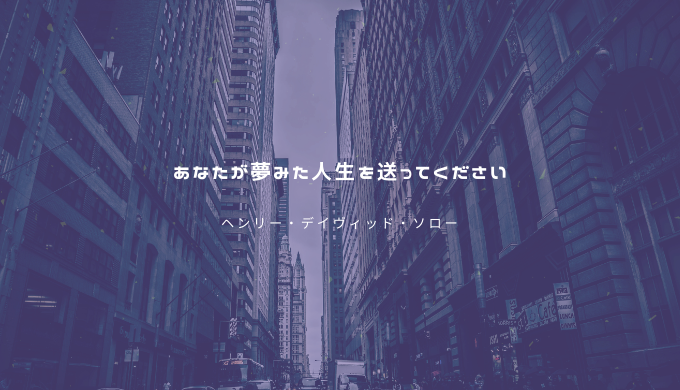 あなたが夢みた人生を送ってください
ヘンリー・デイヴィッド・ソロー